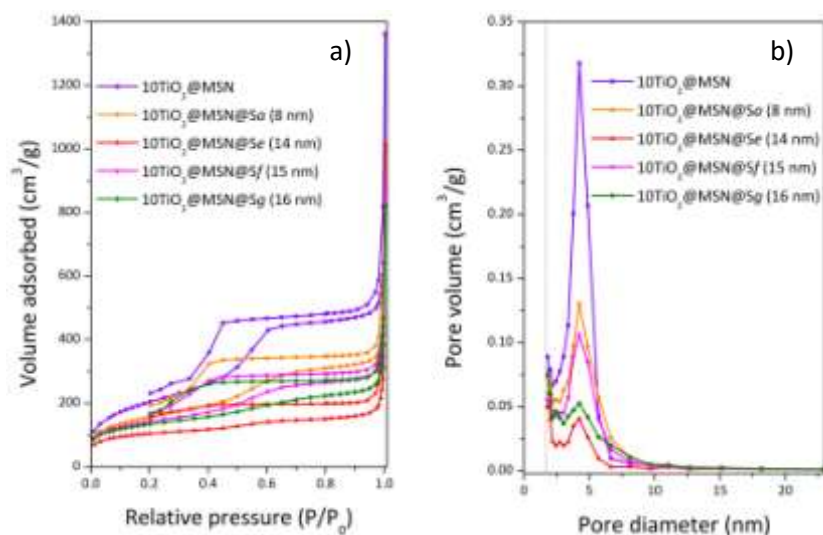 a)
1400
1200
1000
800
600
400
200
0
0.0 0.2 0.4 0.6 0.8 1.0
Volume adsorbed (cm³/g)
Relative pressure (P/P₀)
10TiO₂@MSN
10TiO₂@MSN@Sa (8 nm)
10TiO₂@MSN@Se (14 nm)
10TiO₂@MSN@Sf (15 nm)
10TiO₂@MSN@Sg (16 nm)
b)
0.35
0.30
0.25
0.20
0.15
0.10
0.05
0.00
0 5 10 15 20
Pore volume (cm³/g)
Pore diameter (nm)
10TiO₂@MSN
10TiO₂@MSN@Sa (8 nm)
10TiO₂@MSN@Se (14 nm)
10TiO₂@MSN@Sf (15 nm)
10TiO₂@MSN@Sg (16 nm)